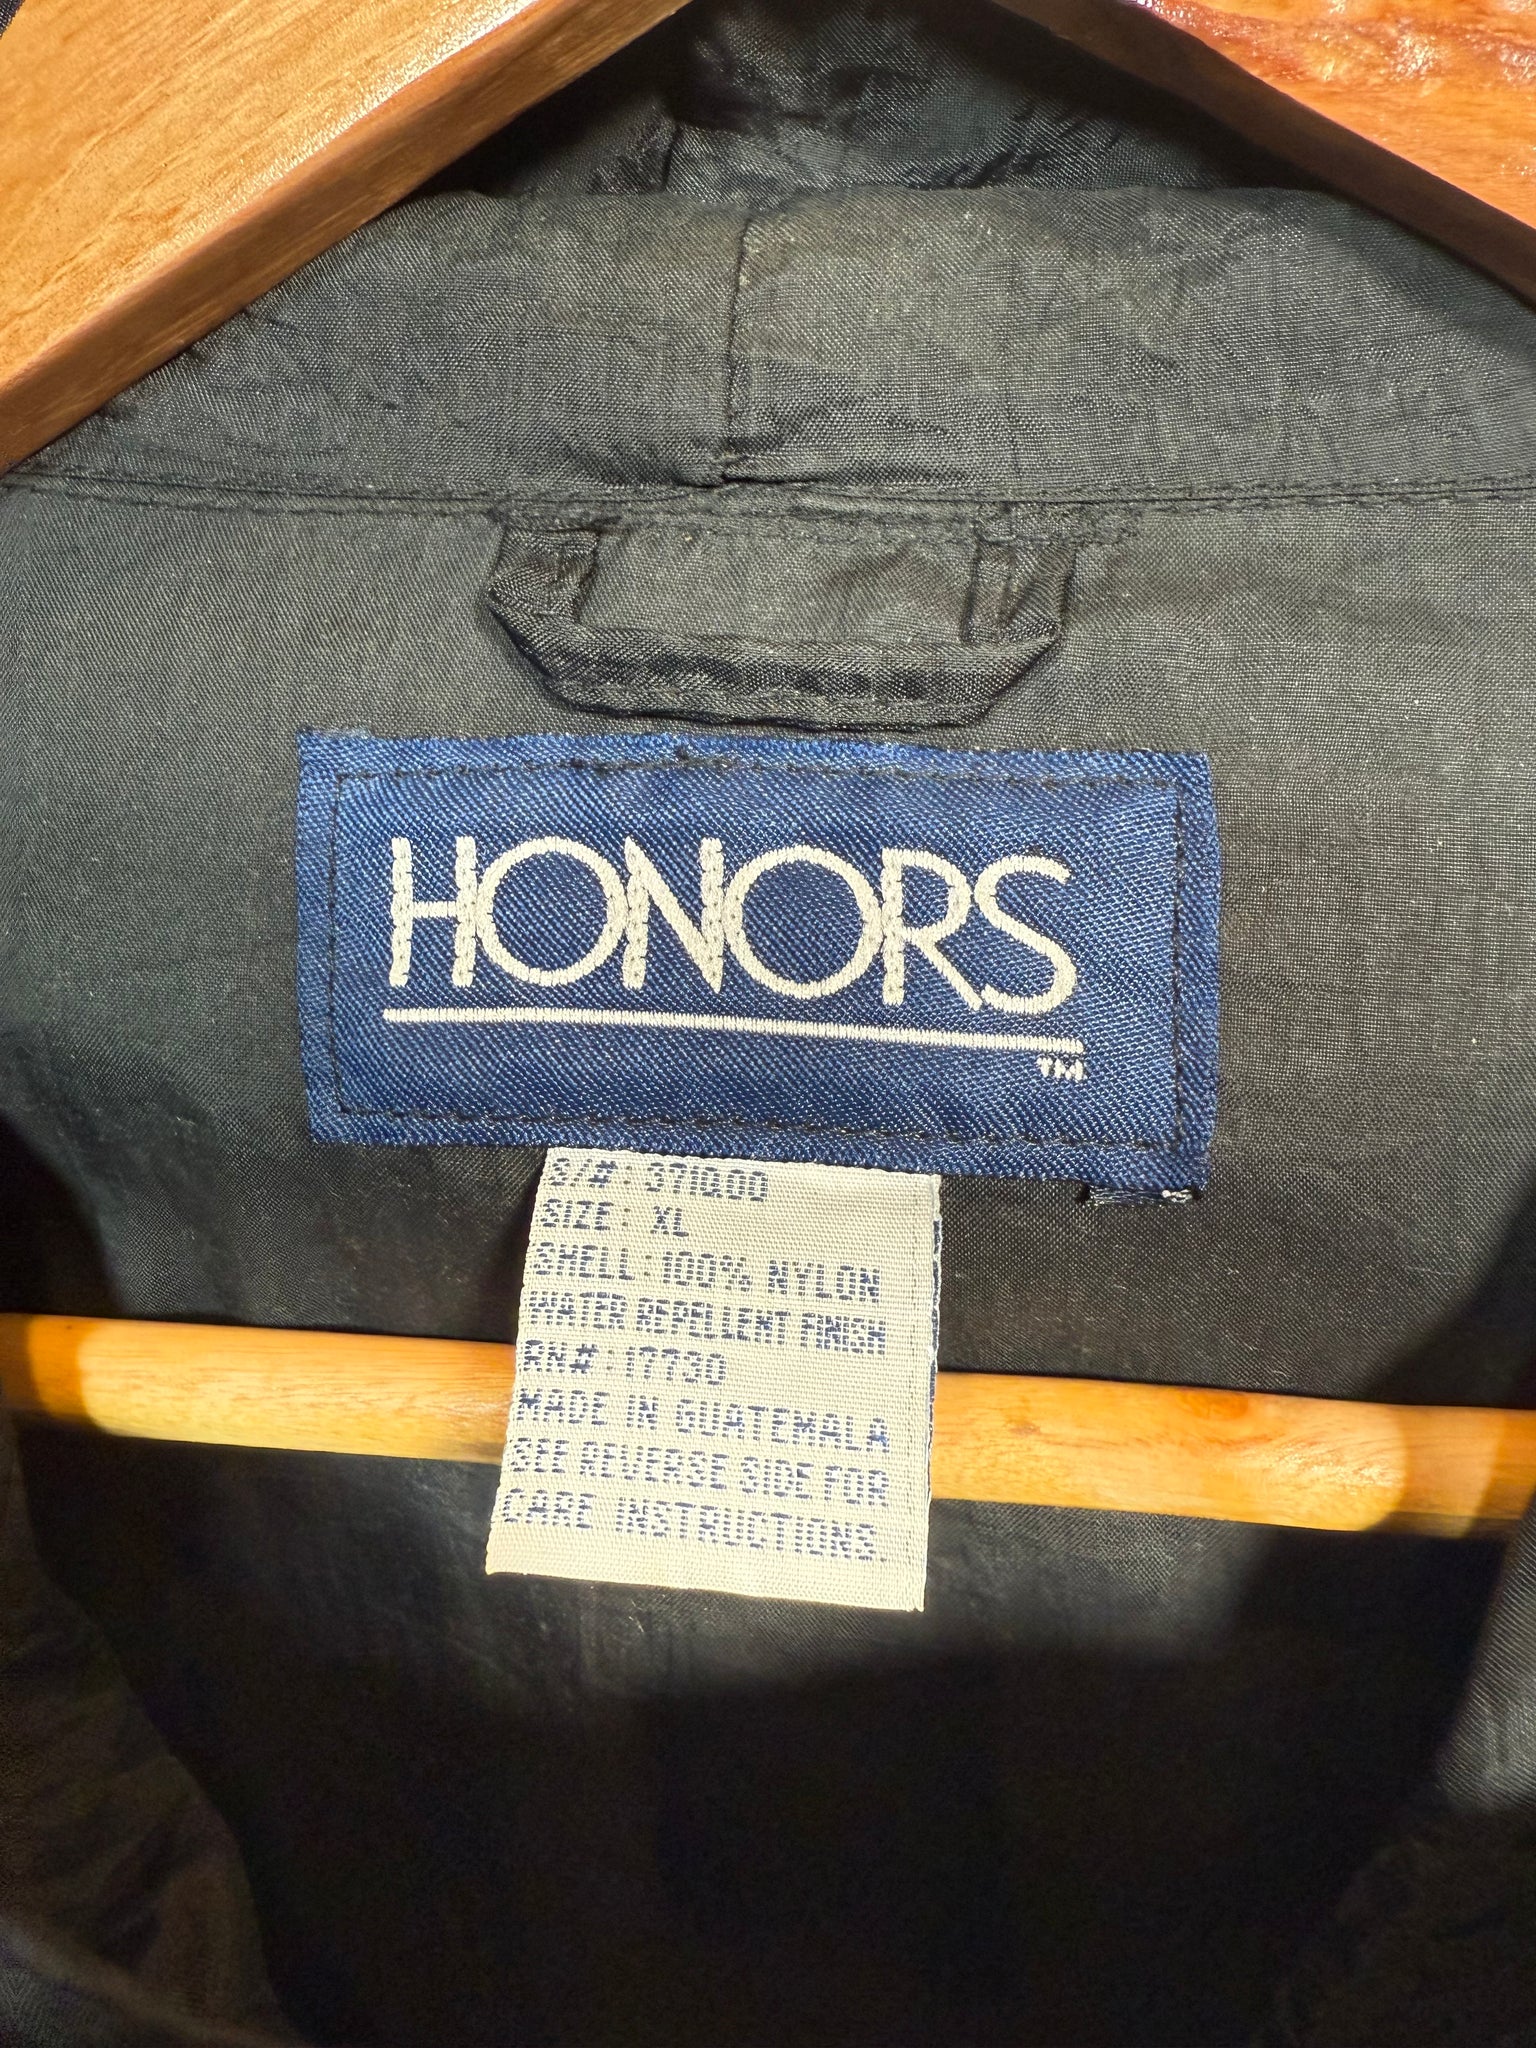 HONORS
TM
S/#: 3710.00
SIZE: XL
SHELL: 100% NYLON
WATER REPELLENT FINISH
RN#: 17730
MADE IN GUATEMALA
SEE REVERSE SIDE FOR
CARE INSTRUCTIONS.